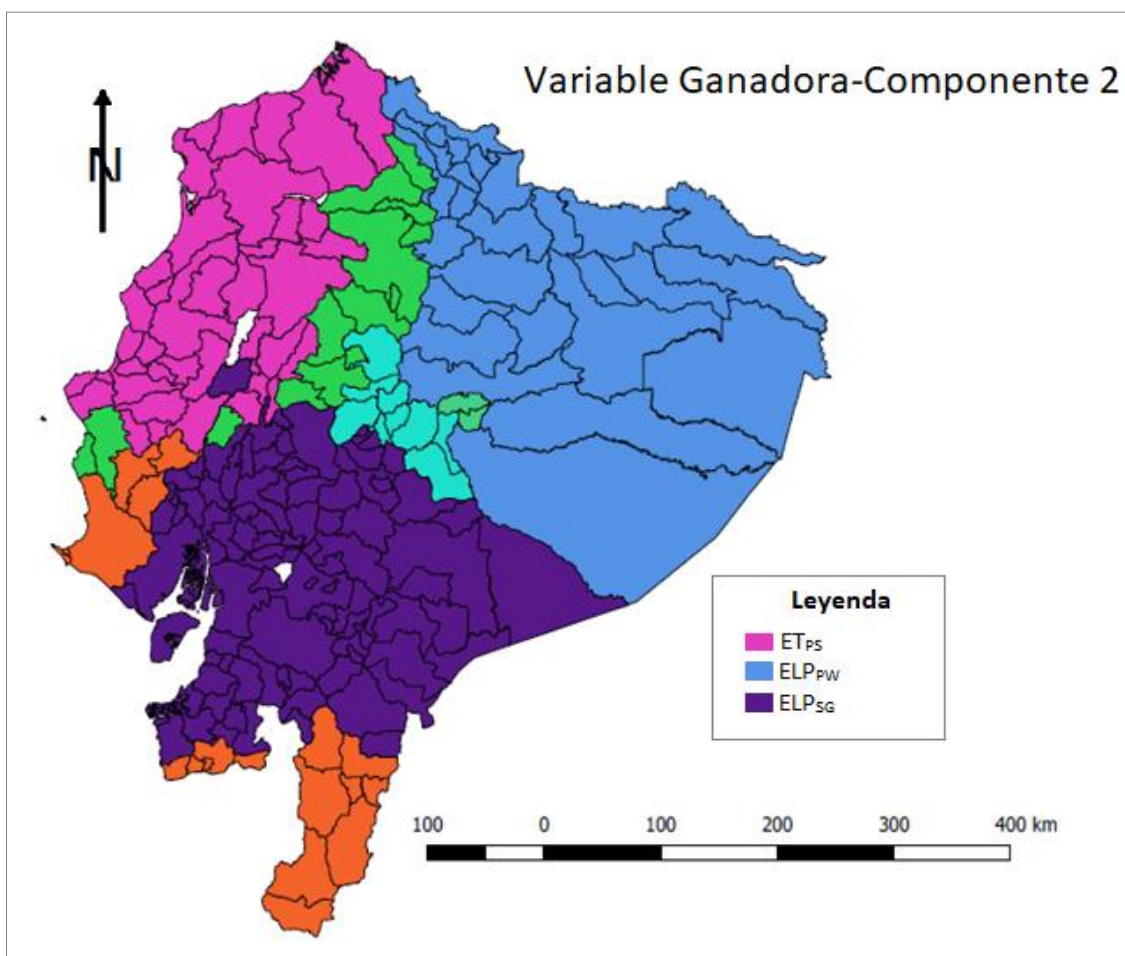 Variable Ganadora-Componente 2
N
Leyenda
ETPS
ELPPW
ELPSG
100 0 100 200 300 400 km